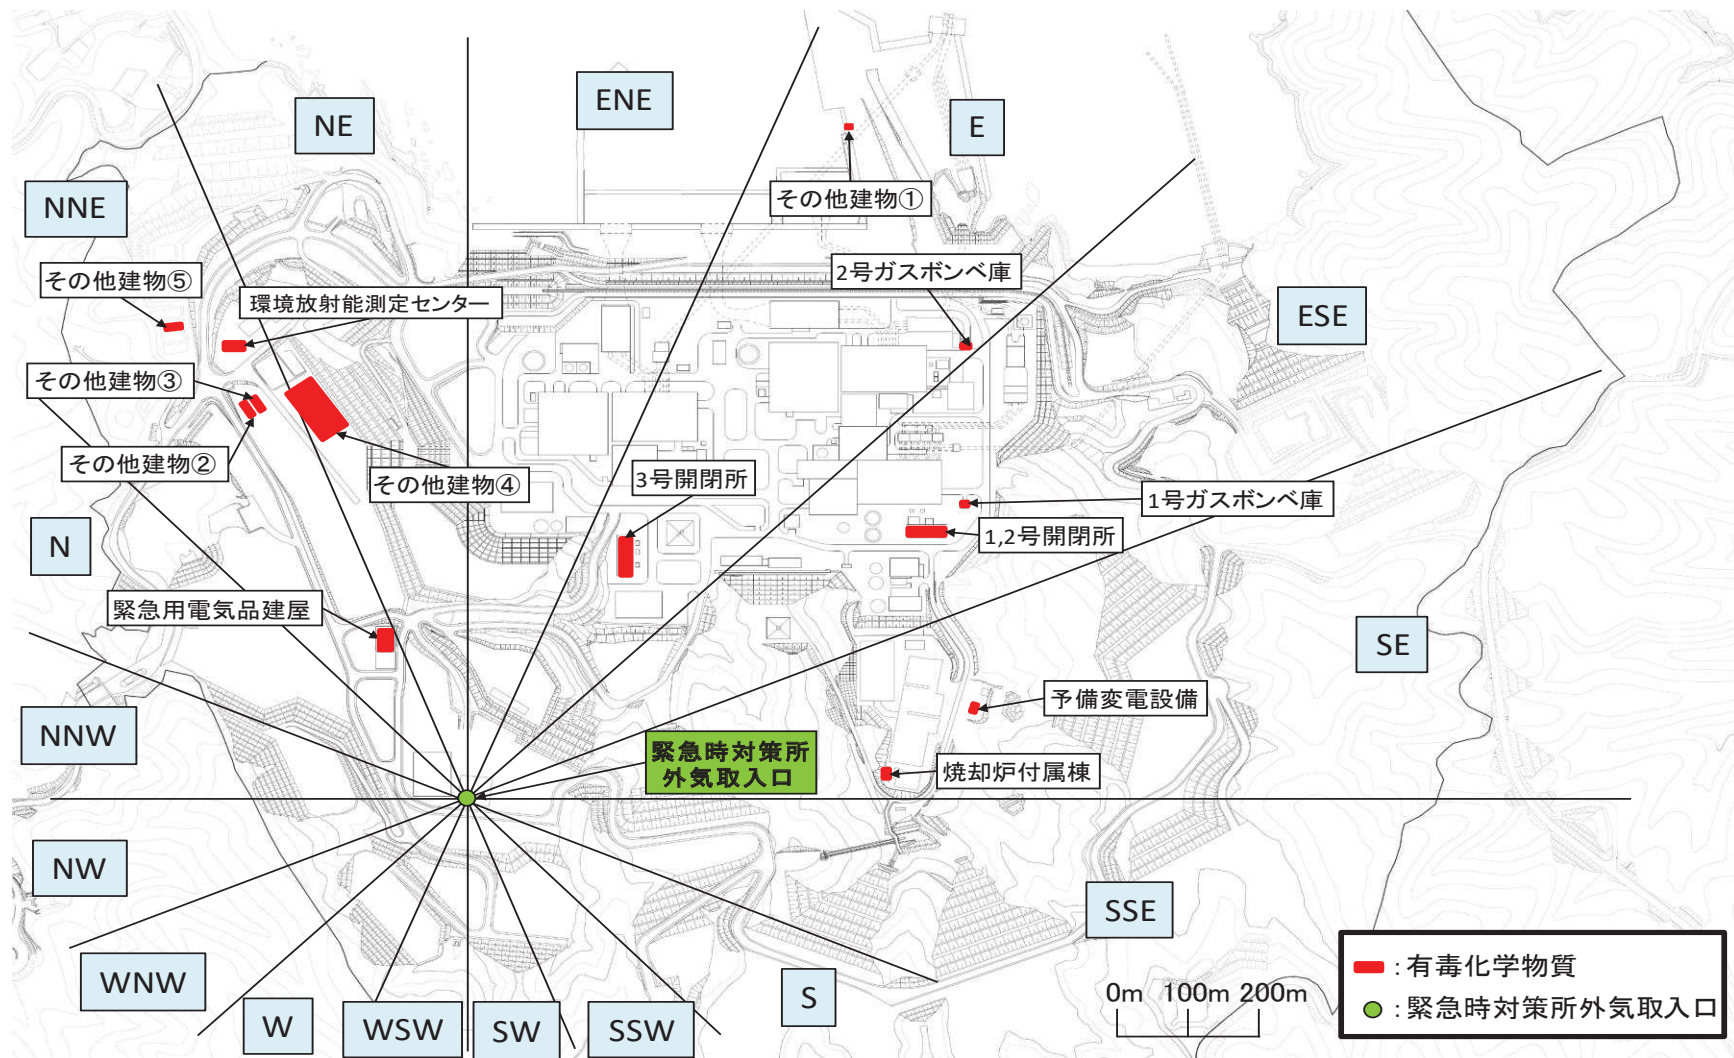 ENE
NE
E
NNE
その他建物①
その他建物⑤
環境放射能測定センター
2号ガスボンベ庫
ESE
その他建物③
その他建物②
その他建物④
3号開閉所
1号ガスボンベ庫
1,2号開閉所
N
緊急用電気品建屋
SE
予備変電設備
NNW
緊急時対策所
外気取入口
焼却炉付属棟
NW
SSE
WNW
W
WSW
SW
SSW
S
0m 100m 200m
:有毒化学物質
:緊急時対策所外気取入口